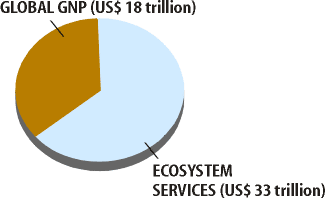 GLOBAL GNP (US$ 18 trillion)
ECOSYSTEM
SERVICES (US$ 33 trillion)